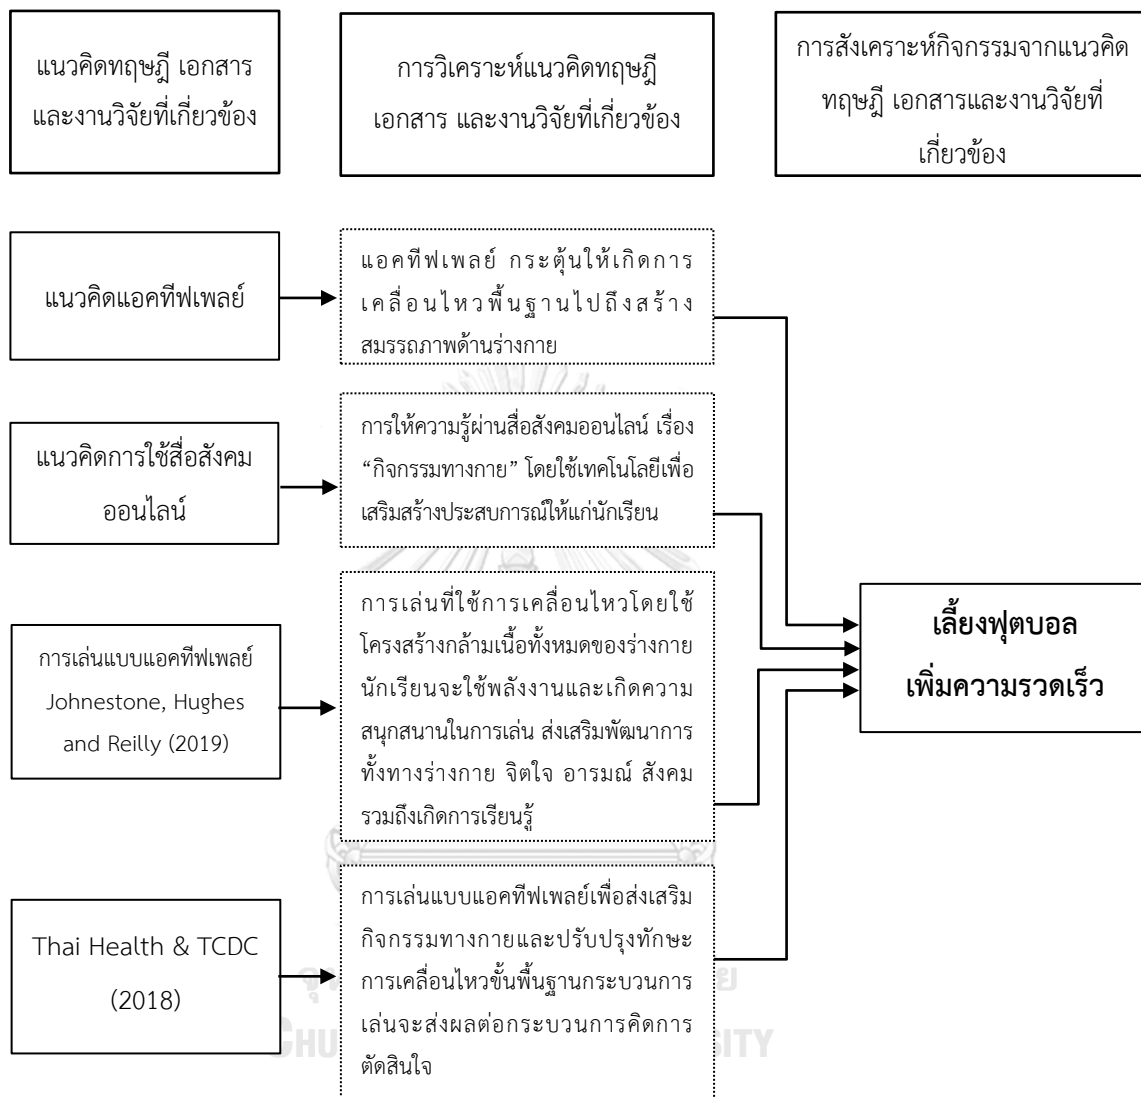 แนวคิดทฤษฎี เอกสาร
และงานวิจัยที่เกี่ยวข้อง
การวิเคราะห์แนวคิดทฤษฎี
เอกสาร และงานวิจัยที่เกี่ยวข้อง
การสังเคราะห์กิจกรรมจากแนวคิด
ทฤษฎี เอกสารและงานวิจัยที่
เกี่ยวข้อง
แนวคิดแอคทีฟเพลย์
แอคทีฟเพลย์ กระตุ้นให้เกิดการ
เคลื่อนไหวพื้นฐานไปถึงสร้าง
สมรรถภาพด้านร่างกาย
แนวคิดการใช้สื่อสังคม
ออนไลน์
การให้ความรู้ผ่านสื่อสังคมออนไลน์ เรื่อง
“กิจกรรมทางกาย” โดยใช้เทคโนโลยีเพื่อ
เสริมสร้างประสบการณ์ให้แก่นักเรียน
การเล่นแบบแอคทีฟเพลย์
Johnestone, Hughes
and Reilly (2019)
การเล่นที่ใช้การเคลื่อนไหวโดยใช้
โครงสร้างกล้ามเนื้อทั้งหมดของร่างกาย
นักเรียนจะใช้พลังงานและเกิดความ
สนุกสนานในการเล่น ส่งเสริมพัฒนาการ
ทั้งทางร่างกาย จิตใจ อารมณ์ สังคม
รวมถึงเกิดการเรียนรู้
เลี้ยงฟุตบอล
เพิ่มความรวดเร็ว
Thai Health & TCDC
(2018)
การเล่นแบบแอคทีฟเพลย์เพื่อส่งเสริม
กิจกรรมทางกายและปรับปรุงทักษะ
การเคลื่อนไหวขั้นพื้นฐานกระบวนการ
เล่นจะส่งผลต่อกระบวนการคิดการ
ตัดสินใจ